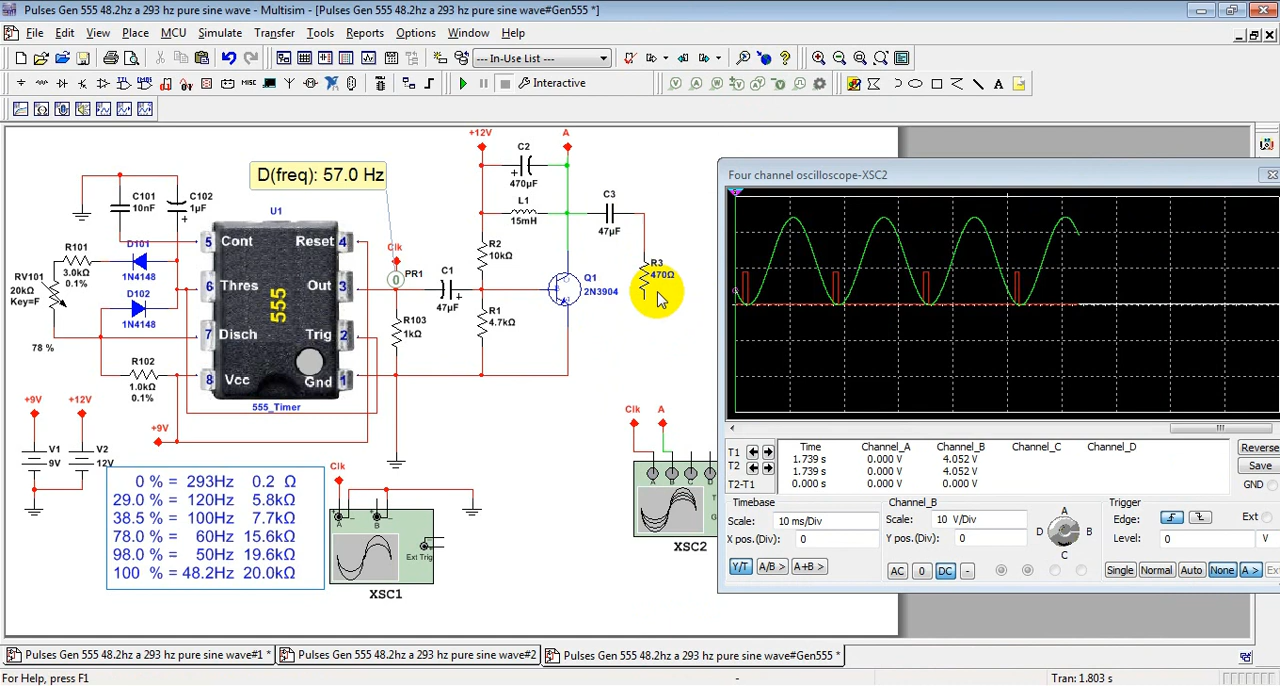 Pulses Gen 555 48.2hz a 293 hz pure sine wave - Multisim - [Pulses Gen 555 48.2hz a 293 hz pure sine wave#Gen555 *]
File Edit View Place MCU Simulate Transfer Tools Reports Options Window Help
--- In-Use List ---
Interactive
D(freq): 57.0 Hz
+12V
A
C2
470µF
L1
15mH
C3
47µF
R2
10kΩ
R3
470Ω
Q1
2N3904
C101
10nF
C102
1µF
U1
R101
3.0kΩ
0.1%
D101
1N4148
RV101
20kΩ
Key=F
D102
1N4148
78 %
R102
1.0kΩ
0.1%
5 Cont
Reset 4
6 Thres
Out 3
7 Disch
Trig 2
8 Vcc
Gnd 1
555
555_Timer
Clk
PR1
0
C1
47µF
R103
1kΩ
R1
4.7kΩ
+9V
+12V
V1
9V
V2
12V
+9V
0 % = 293Hz 0.2 Ω
29.0 % = 120Hz 5.8kΩ
38.5 % = 100Hz 7.7kΩ
78.0 % = 60Hz 15.6kΩ
98.0 % = 50Hz 19.6kΩ
100 % = 48.2Hz 20.0kΩ
Clk
A B
Ext Trig
XSC1
Clk A
A B C D
T
G
XSC2
Four channel oscilloscope-XSC2
Time Channel_A Channel_B Channel_C Channel_D
T1 1.739 s 0.000 V 4.052 V
T2 1.739 s 0.000 V 4.052 V
T2-T1 0.000 s 0.000 V 0.000 V
Reverse
Save
GND
Timebase
Scale: 10 ms/Div
X pos.(Div): 0
Y/T A/B > A+B >
Channel_B
Scale: 10 V/Div
Y pos.(Div): 0
AC 0 DC -
A
D B
C
Trigger
Edge: Ext
Level: 0 V
Single Normal Auto None A > Ext
Pulses Gen 555 48.2hz a 293 hz pure sine wave#1 * Pulses Gen 555 48.2hz a 293 hz pure sine wave#2 Pulses Gen 555 48.2hz a 293 hz pure sine wave#Gen555 *
For Help, press F1
-
Tran: 1.803 s